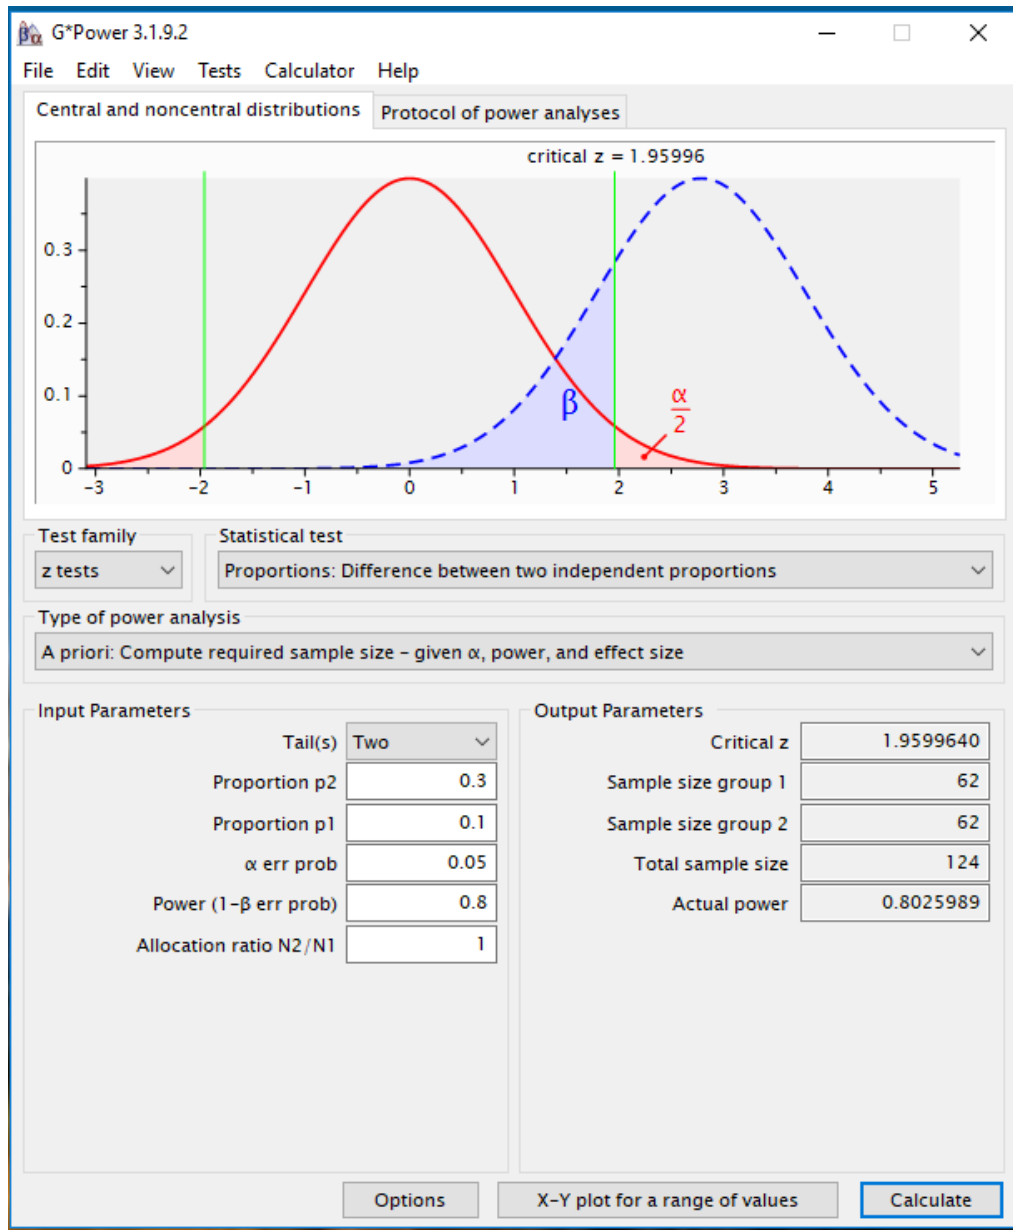 G*Power 3.1.9.2
File Edit View Tests Calculator Help
Central and noncentral distributions Protocol of power analyses
critical z = 1.95996
0.3
0.2
0.1
0
β
α
2
-3 -2 -1 0 1 2 3 4 5
Test family Statistical test
z tests Proportions: Difference between two independent proportions
Type of power analysis
A priori: Compute required sample size - given α, power, and effect size
Input Parameters Output Parameters
Tail(s) Two Critical z 1.9599640
Proportion p2 0.3 Sample size group 1 62
Proportion p1 0.1 Sample size group 2 62
α err prob 0.05 Total sample size 124
Power (1-β err prob) 0.8 Actual power 0.8025989
Allocation ratio N2/N1 1
Options X-Y plot for a range of values Calculate